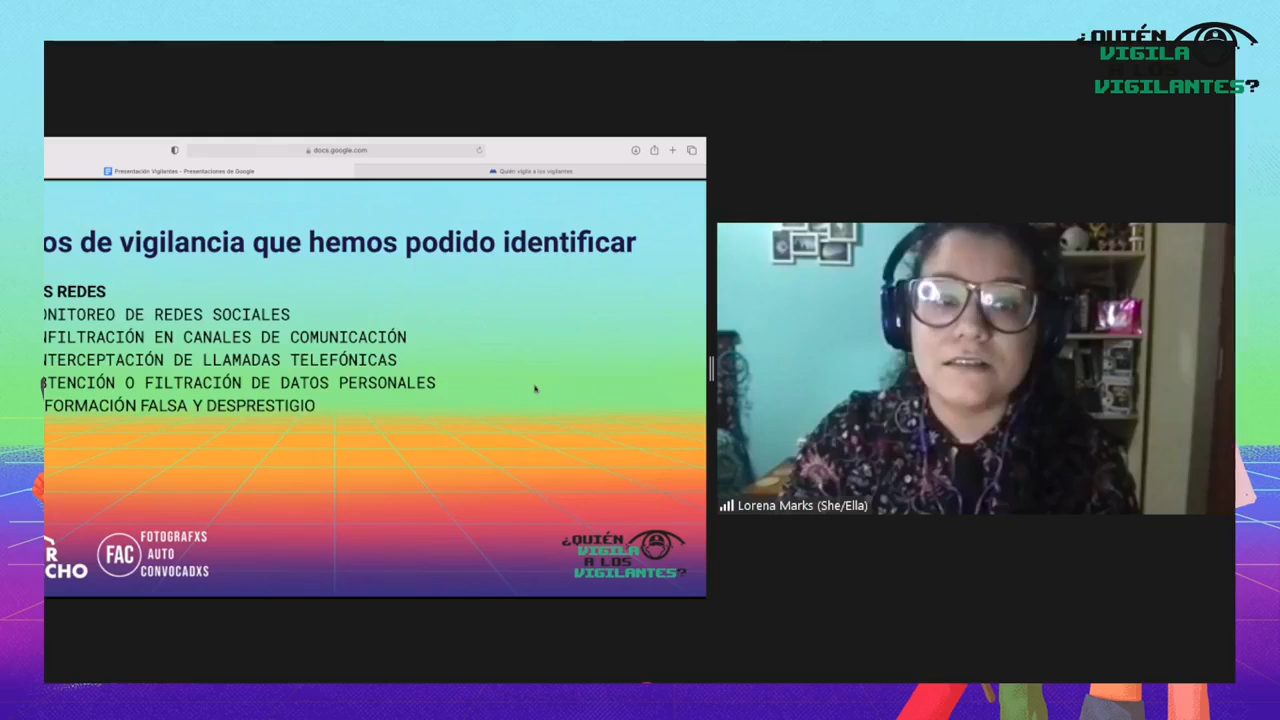 ¿QUIÉN
VIGILA
A LOS
VIGILANTES?
docs.google.com
Presentación Vigilantes - Presentaciones de Google
Quién vigila a los vigilantes
os de vigilancia que hemos podido identificar
S REDES
ONITOREO DE REDES SOCIALES
NFILTRACIÓN EN CANALES DE COMUNICACIÓN
NTERCEPTACIÓN DE LLAMADAS TELEFÓNICAS
BTENCIÓN O FILTRACIÓN DE DATOS PERSONALES
FORMACIÓN FALSA Y DESPRESTIGIO
R
CHO
FAC
FOTOGRAFXS
AUTO
CONVOCADXS
¿QUIÉN
VIGILA
A LOS
VIGILANTES?
Lorena Marks (She/Ella)